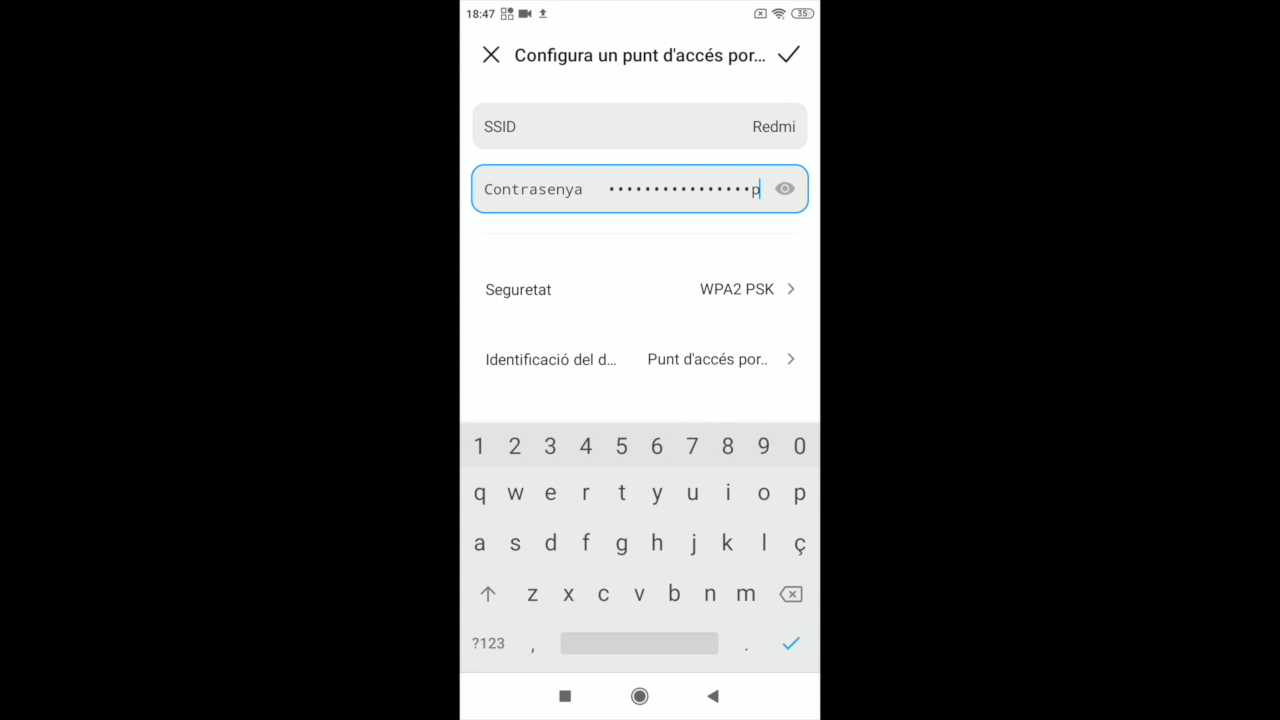 18:47 35
Configura un punt d'accés por...
SSID Redmi
Contrasenya ••••••••••••••••p
Seguretat WPA2 PSK
Identificació del d... Punt d'accés por..
1 2 3 4 5 6 7 8 9 0
q w e r t y u i o p
a s d f g h j k l ç
z x c v b n m
?123 , .